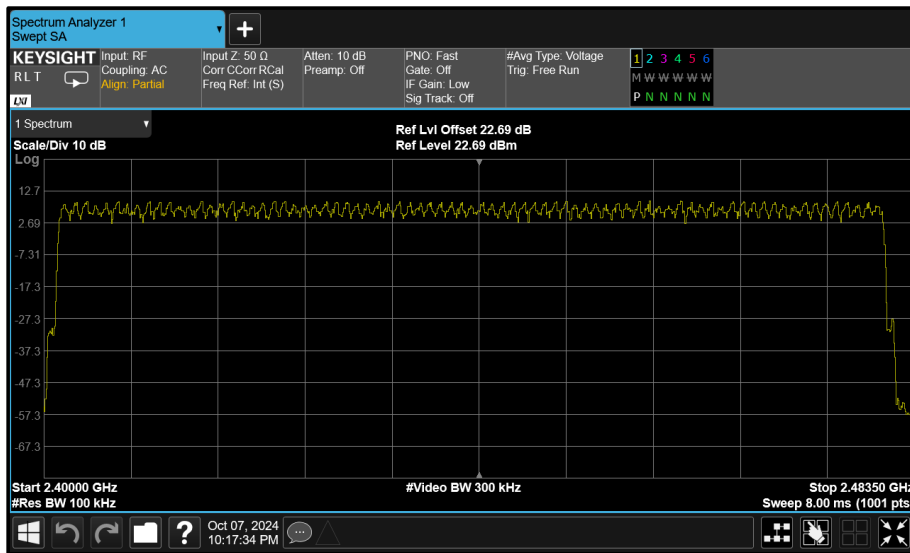 Spectrum Analyzer 1
Swept SA
+
KEYSIGHT
R L T
LXI
Input: RF
Coupling: AC
Align: Partial
Input Z: 50 Ω
Corr CCorr RCal
Freq Ref: Int (S)
Atten: 10 dB
Preamp: Off
PNO: Fast
Gate: Off
IF Gain: Low
Sig Track: Off
#Avg Type: Voltage
Trig: Free Run
1 2 3 4 5 6
M W W W W W
P N N N N N
1 Spectrum
Scale/Div 10 dB
Ref Lvl Offset 22.69 dB
Ref Level 22.69 dBm
Log
12.7
2.69
-7.31
-17.3
-27.3
-37.3
-47.3
-57.3
-67.3
Start 2.40000 GHz
#Res BW 100 kHz
#Video BW 300 kHz
Stop 2.48350 GHz
Sweep 8.00 ms (1001 pts
?
Oct 07, 2024
10:17:34 PM